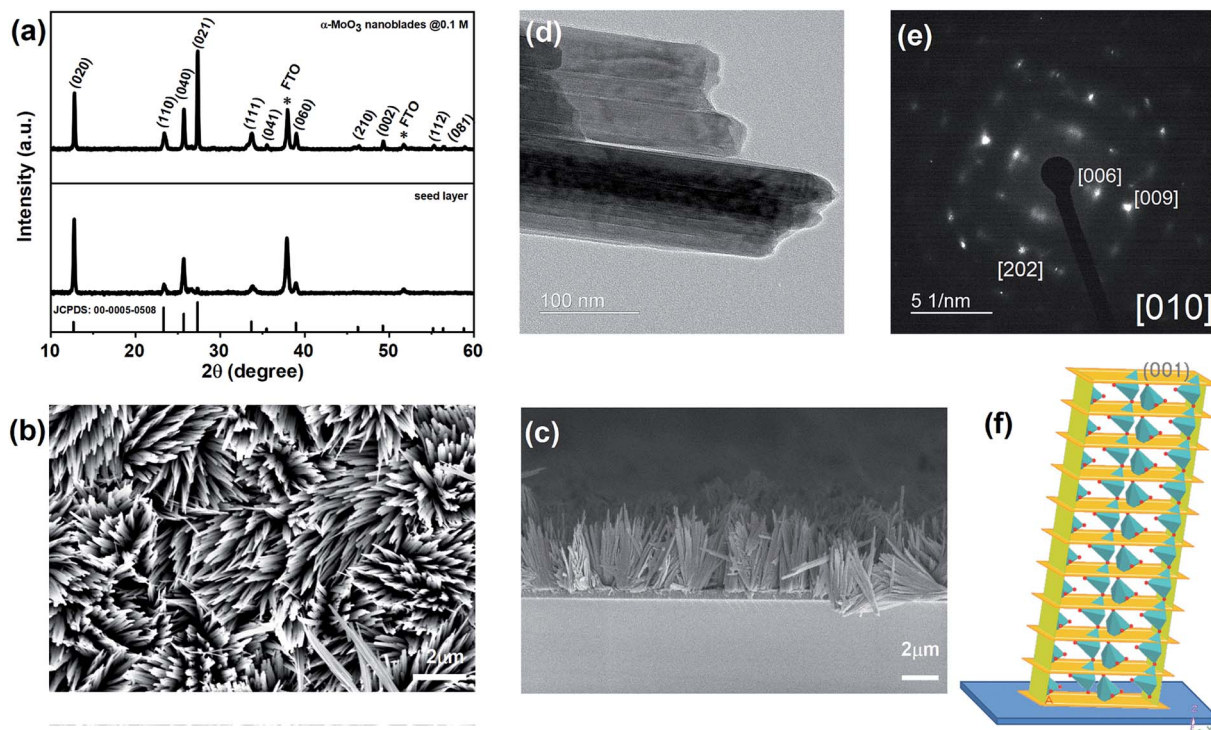 (a)
α-MoO₃ nanoblades @0.1 M
(020)
(110)
(040)
(021)
(111)
(041)
* FTO
(060)
(210)
(002)
* FTO
(112)
(081)
Intensity (a.u.)
seed layer
JCPDS: 00-0005-0508
10 20 30 40 50 60
2θ (degree)
(b)
2μm
(c)
2μm
(d)
100 nm
(e)
[006]
[009]
[202]
5 1/nm
[010]
(f)
(001)
A
Z